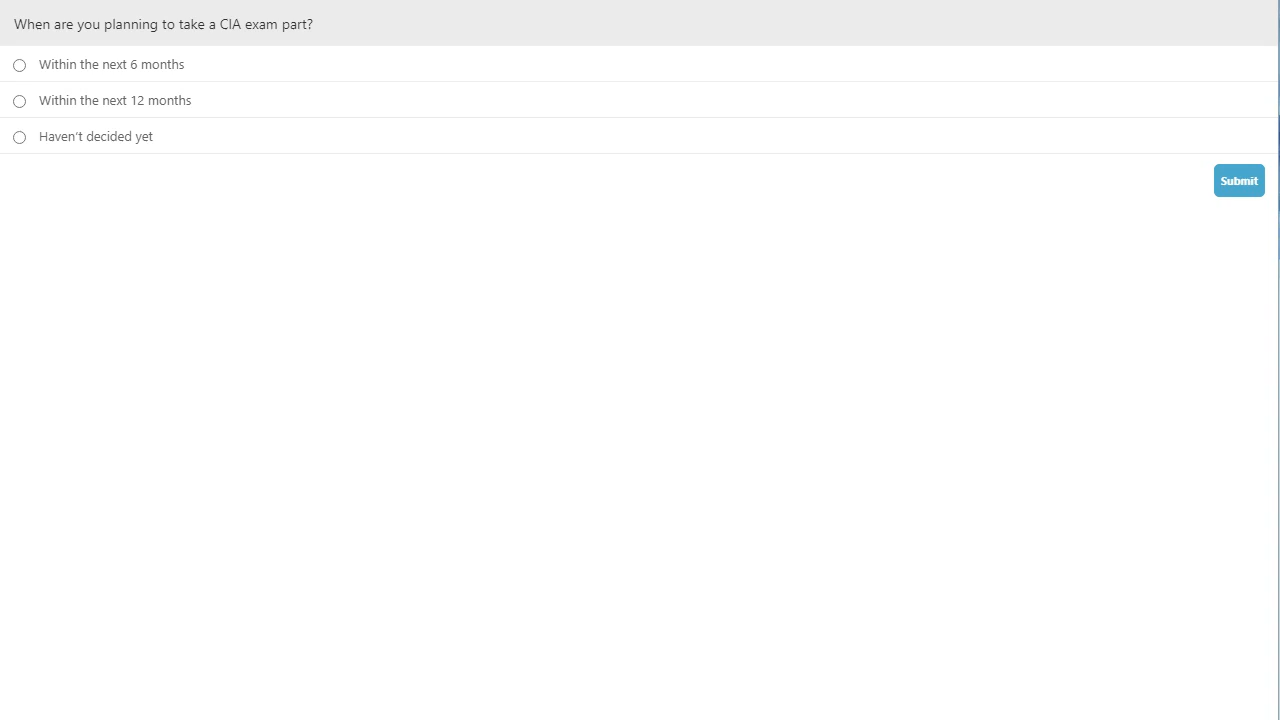 When are you planning to take a CIA exam part?
Within the next 6 months
Within the next 12 months
Haven't decided yet
Submit